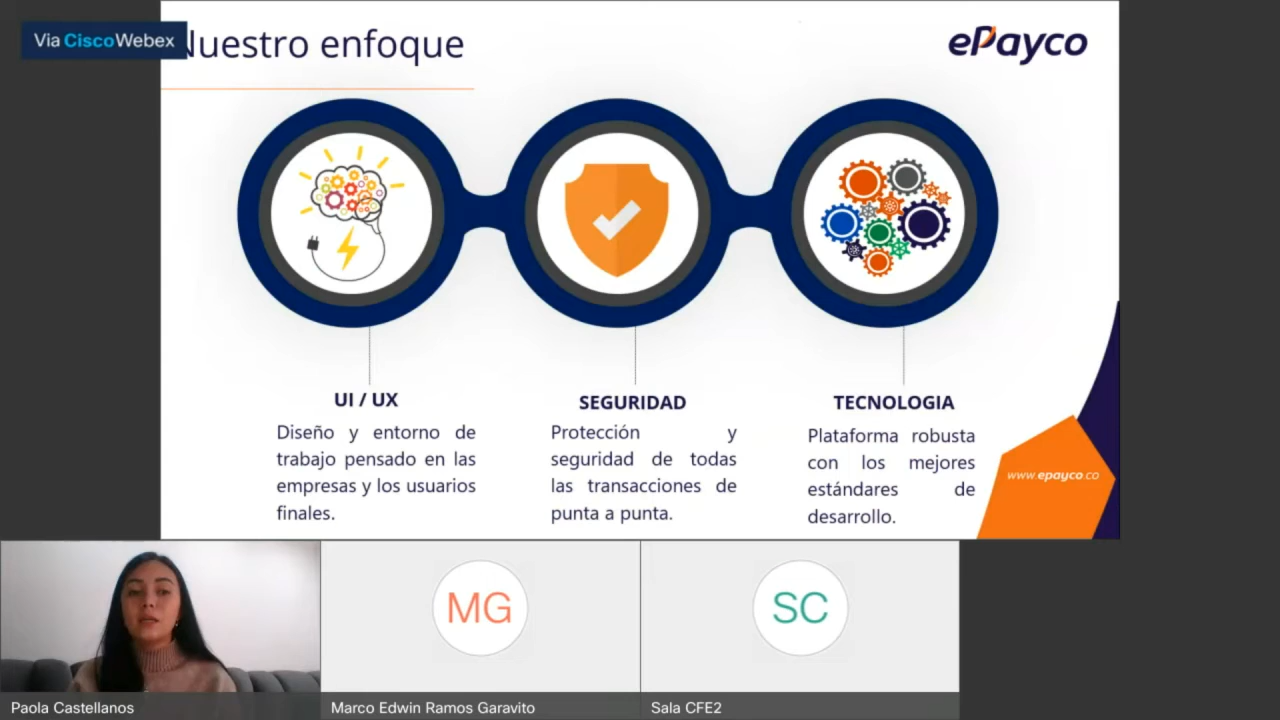 Via Cisco Webex
Nuestro enfoque
ePayco
UI / UX
Diseño y entorno de
trabajo pensado en las
empresas y los usuarios
finales.
SEGURIDAD
Protección y
seguridad de todas
las transacciones de
punta a punta.
TECNOLOGIA
Plataforma robusta
con los mejores
estándares de
desarrollo.
www.epayco.co
MG
SC
Paola Castellanos
Marco Edwin Ramos Garavito
Sala CFE2